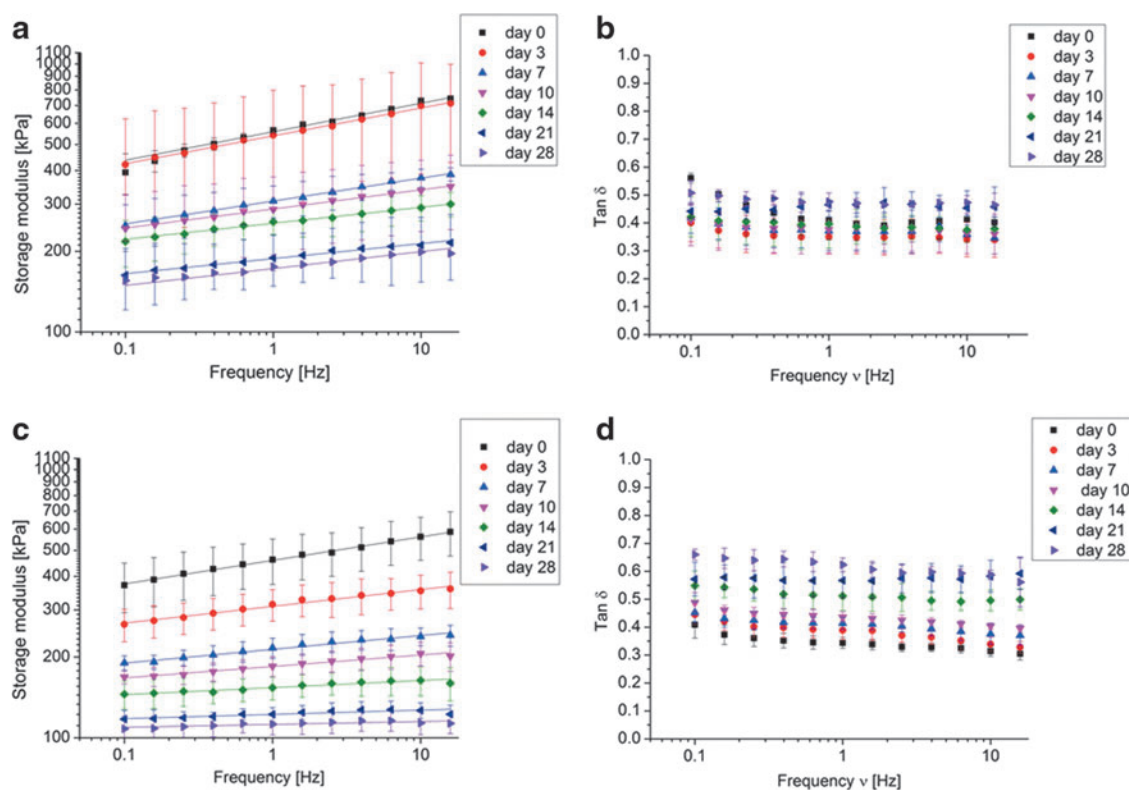 a
1100
1000
900
800
700
600
500
400
300
200
100
Storage modulus [kPa]
0.1
1
10
Frequency [Hz]
day 0
day 3
day 7
day 10
day 14
day 21
day 28
b
1.0
0.9
0.8
0.7
0.6
0.5
0.4
0.3
0.2
0.1
0.0
Tan δ
0.1
1
10
Frequency ν [Hz]
day 0
day 3
day 7
day 10
day 14
day 21
day 28
c
1100
1000
900
800
700
600
500
400
300
200
100
Storage modulus [kPa]
0.1
1
10
Frequency [Hz]
day 0
day 3
day 7
day 10
day 14
day 21
day 28
d
1.0
0.9
0.8
0.7
0.6
0.5
0.4
0.3
0.2
0.1
0.0
Tan δ
0.1
1
10
Frequency ν [Hz]
day 0
day 3
day 7
day 10
day 14
day 21
day 28